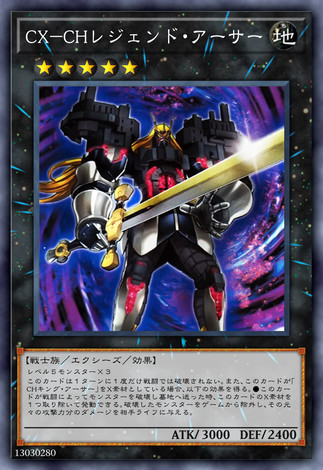 CX－CHレジェンド・アーサー 地
【戦士族／エクシーズ／効果】
レベル５モンスター×３
このカードは１ターンに１度だけ戦闘では破壊されない。また、このカードが「
CHキング・アーサー」をX素材としている場合、以下の効果を得る。●このカー
ドが戦闘によってモンスターを破壊し墓地へ送った時、このカードのX素材を１
つ取り除いて発動できる。破壊したモンスターをゲームから除外し、その元
々の攻撃力分のダメージを相手ライフに与える。
ATK/ 3000 DEF/2400
13030280